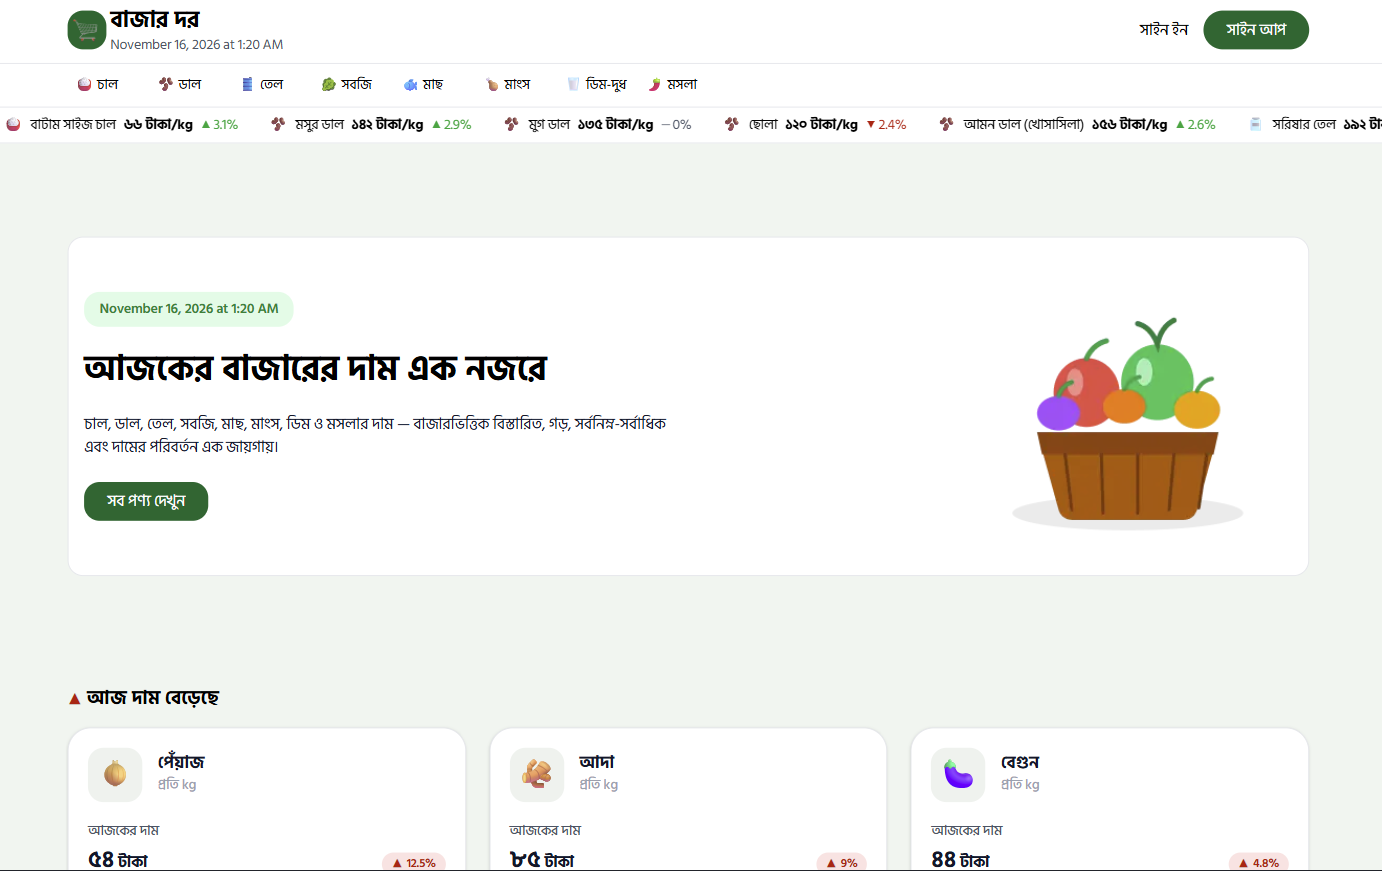 বাজার দর
November 16, 2026 at 1:20 AM
সাইন ইন
সাইন আপ
চাল ডাল তেল সবজি মাছ মাংস ডিম-দুধ মসলা
বাটাম সাইজ চাল ৬৬ টাকা/kg ▲ 3.1% মসুর ডাল ১৪২ টাকা/kg ▲ 2.9% মুগ ডাল ১৩৫ টাকা/kg — 0% ছোলা ১২০ টাকা/kg ▼ 2.4% আমন ডাল (খোসাসিলা) ১৫৬ টাকা/kg ▲ 2.6% সরিষার তেল ১৯২
November 16, 2026 at 1:20 AM
আজকের বাজারের দাম এক নজরে
চাল, ডাল, তেল, সবজি, মাছ, মাংস, ডিম ও মসলার দাম — বাজারভিত্তিক বিস্তারিত, গড়, সর্বনিম্ন-সর্বাধিক
এবং দামের পরিবর্তন এক জায়গায়।
সব পণ্য দেখুন
▲ আজ দাম বেড়েছে
পেঁয়াজ
প্রতি kg
আজকের দাম
৫৪ টাকা ▲ 12.5%
আদা
প্রতি kg
আজকের দাম
৮৫ টাকা ▲ 9%
বেগুন
প্রতি kg
আজকের দাম
৪৪ টাকা ▲ 4.8%